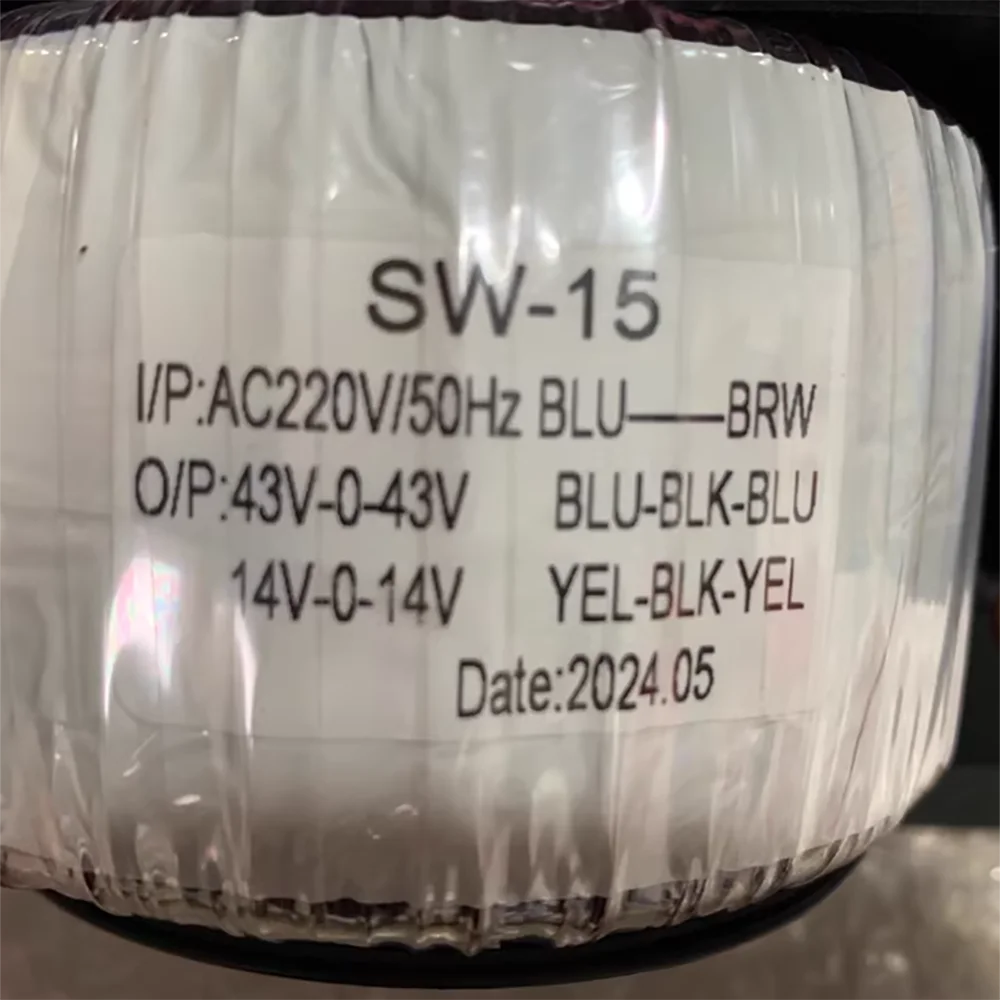 SW-15
I/P:AC220V/50Hz BLU——BRW
O/P:43V-0-43V BLU-BLK-BLU
14V-0-14V YEL-BLK-YEL
Date:2024.05